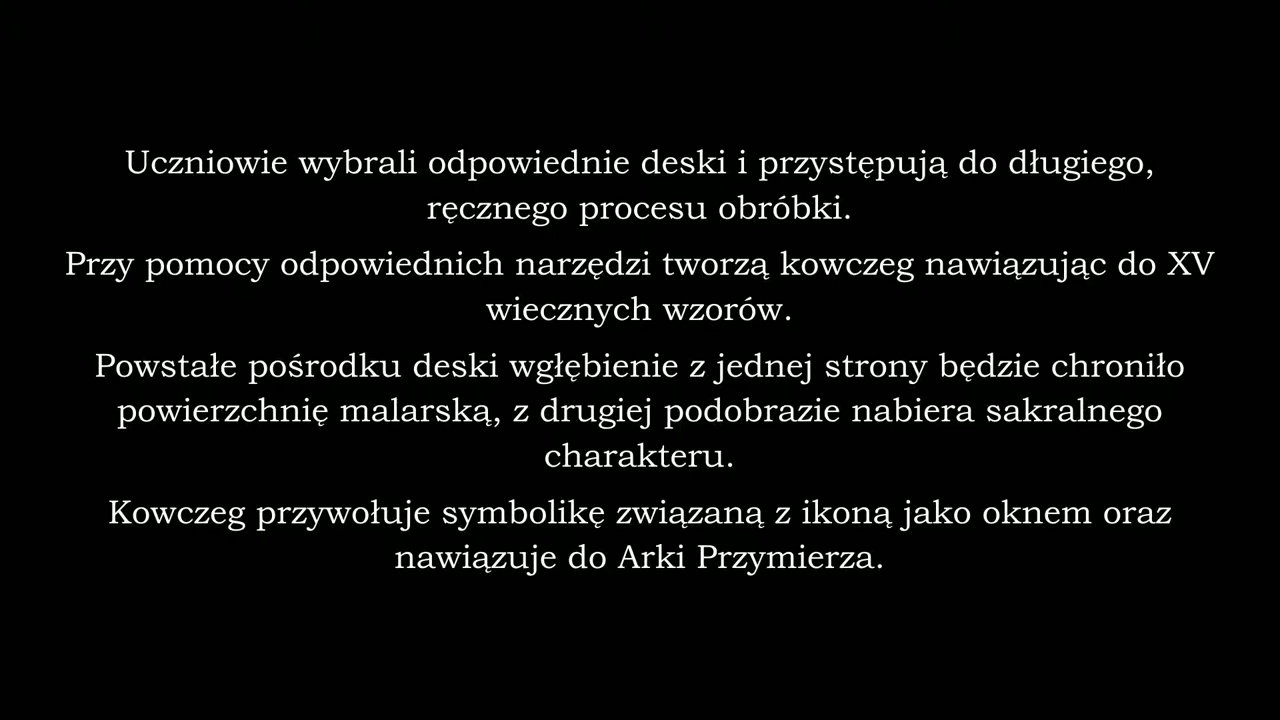 Uczniowie wybrali odpowiednie deski i przystępują do długiego,
ręcznego procesu obróbki.
Przy pomocy odpowiednich narzędzi tworzą kowczeg nawiązując do XV
wiecznych wzorów.
Powstałe pośrodku deski wgłębienie z jednej strony będzie chroniło
powierzchnię malarską, z drugiej podobrazie nabiera sakralnego
charakteru.
Kowczeg przywołuje symbolikę związaną z ikoną jako oknem oraz
nawiązuje do Arki Przymierza.